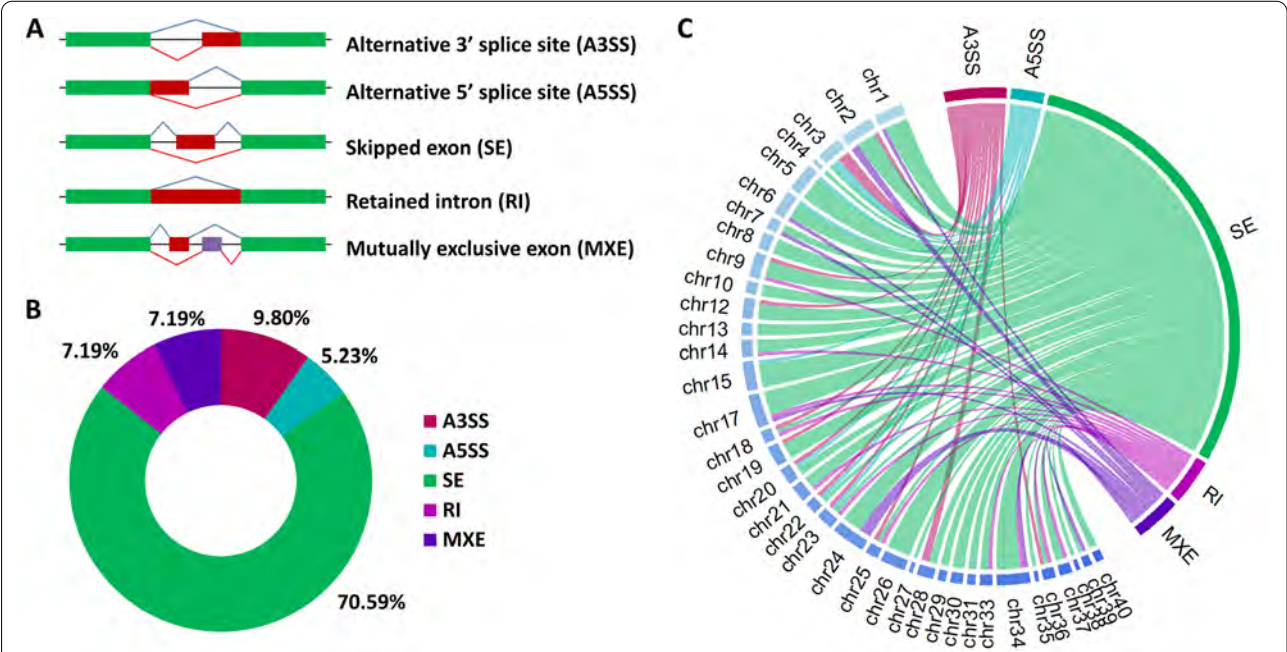 A
Alternative 3' splice site (A3SS)
Alternative 5' splice site (A5SS)
Skipped exon (SE)
Retained intron (RI)
Mutually exclusive exon (MXE)
B
7.19%
9.80%
7.19%
5.23%
70.59%
A3SS
A5SS
SE
RI
MXE
C
A3SS
A5SS
SE
RI
MXE
chr1
chr2
chr3
chr4
chr5
chr6
chr7
chr8
chr9
chr10
chr12
chr13
chr14
chr15
chr17
chr18
chr19
chr20
chr21
chr22
chr23
chr24
chr25
chr26
chr27
chr28
chr29
chr30
chr31
chr33
chr34
chr35
chr36
chr37
chr38
chr39
chr40